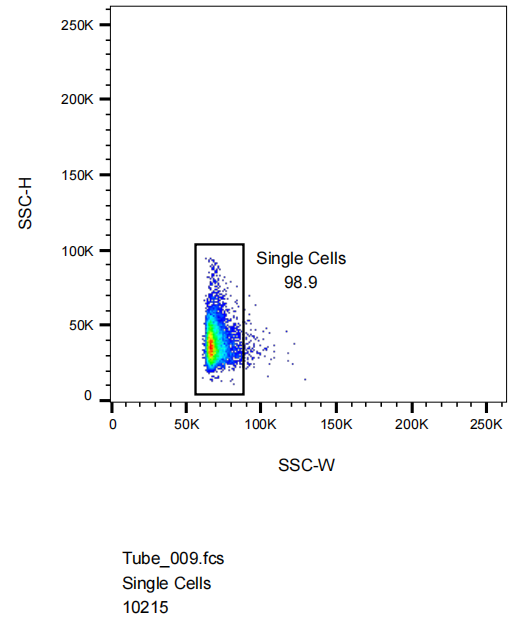 250K
200K
150K
100K
50K
0
SSC-H
Single Cells
98.9
0
50K
100K
150K
200K
250K
SSC-W
Tube_009.fcs
Single Cells
10215